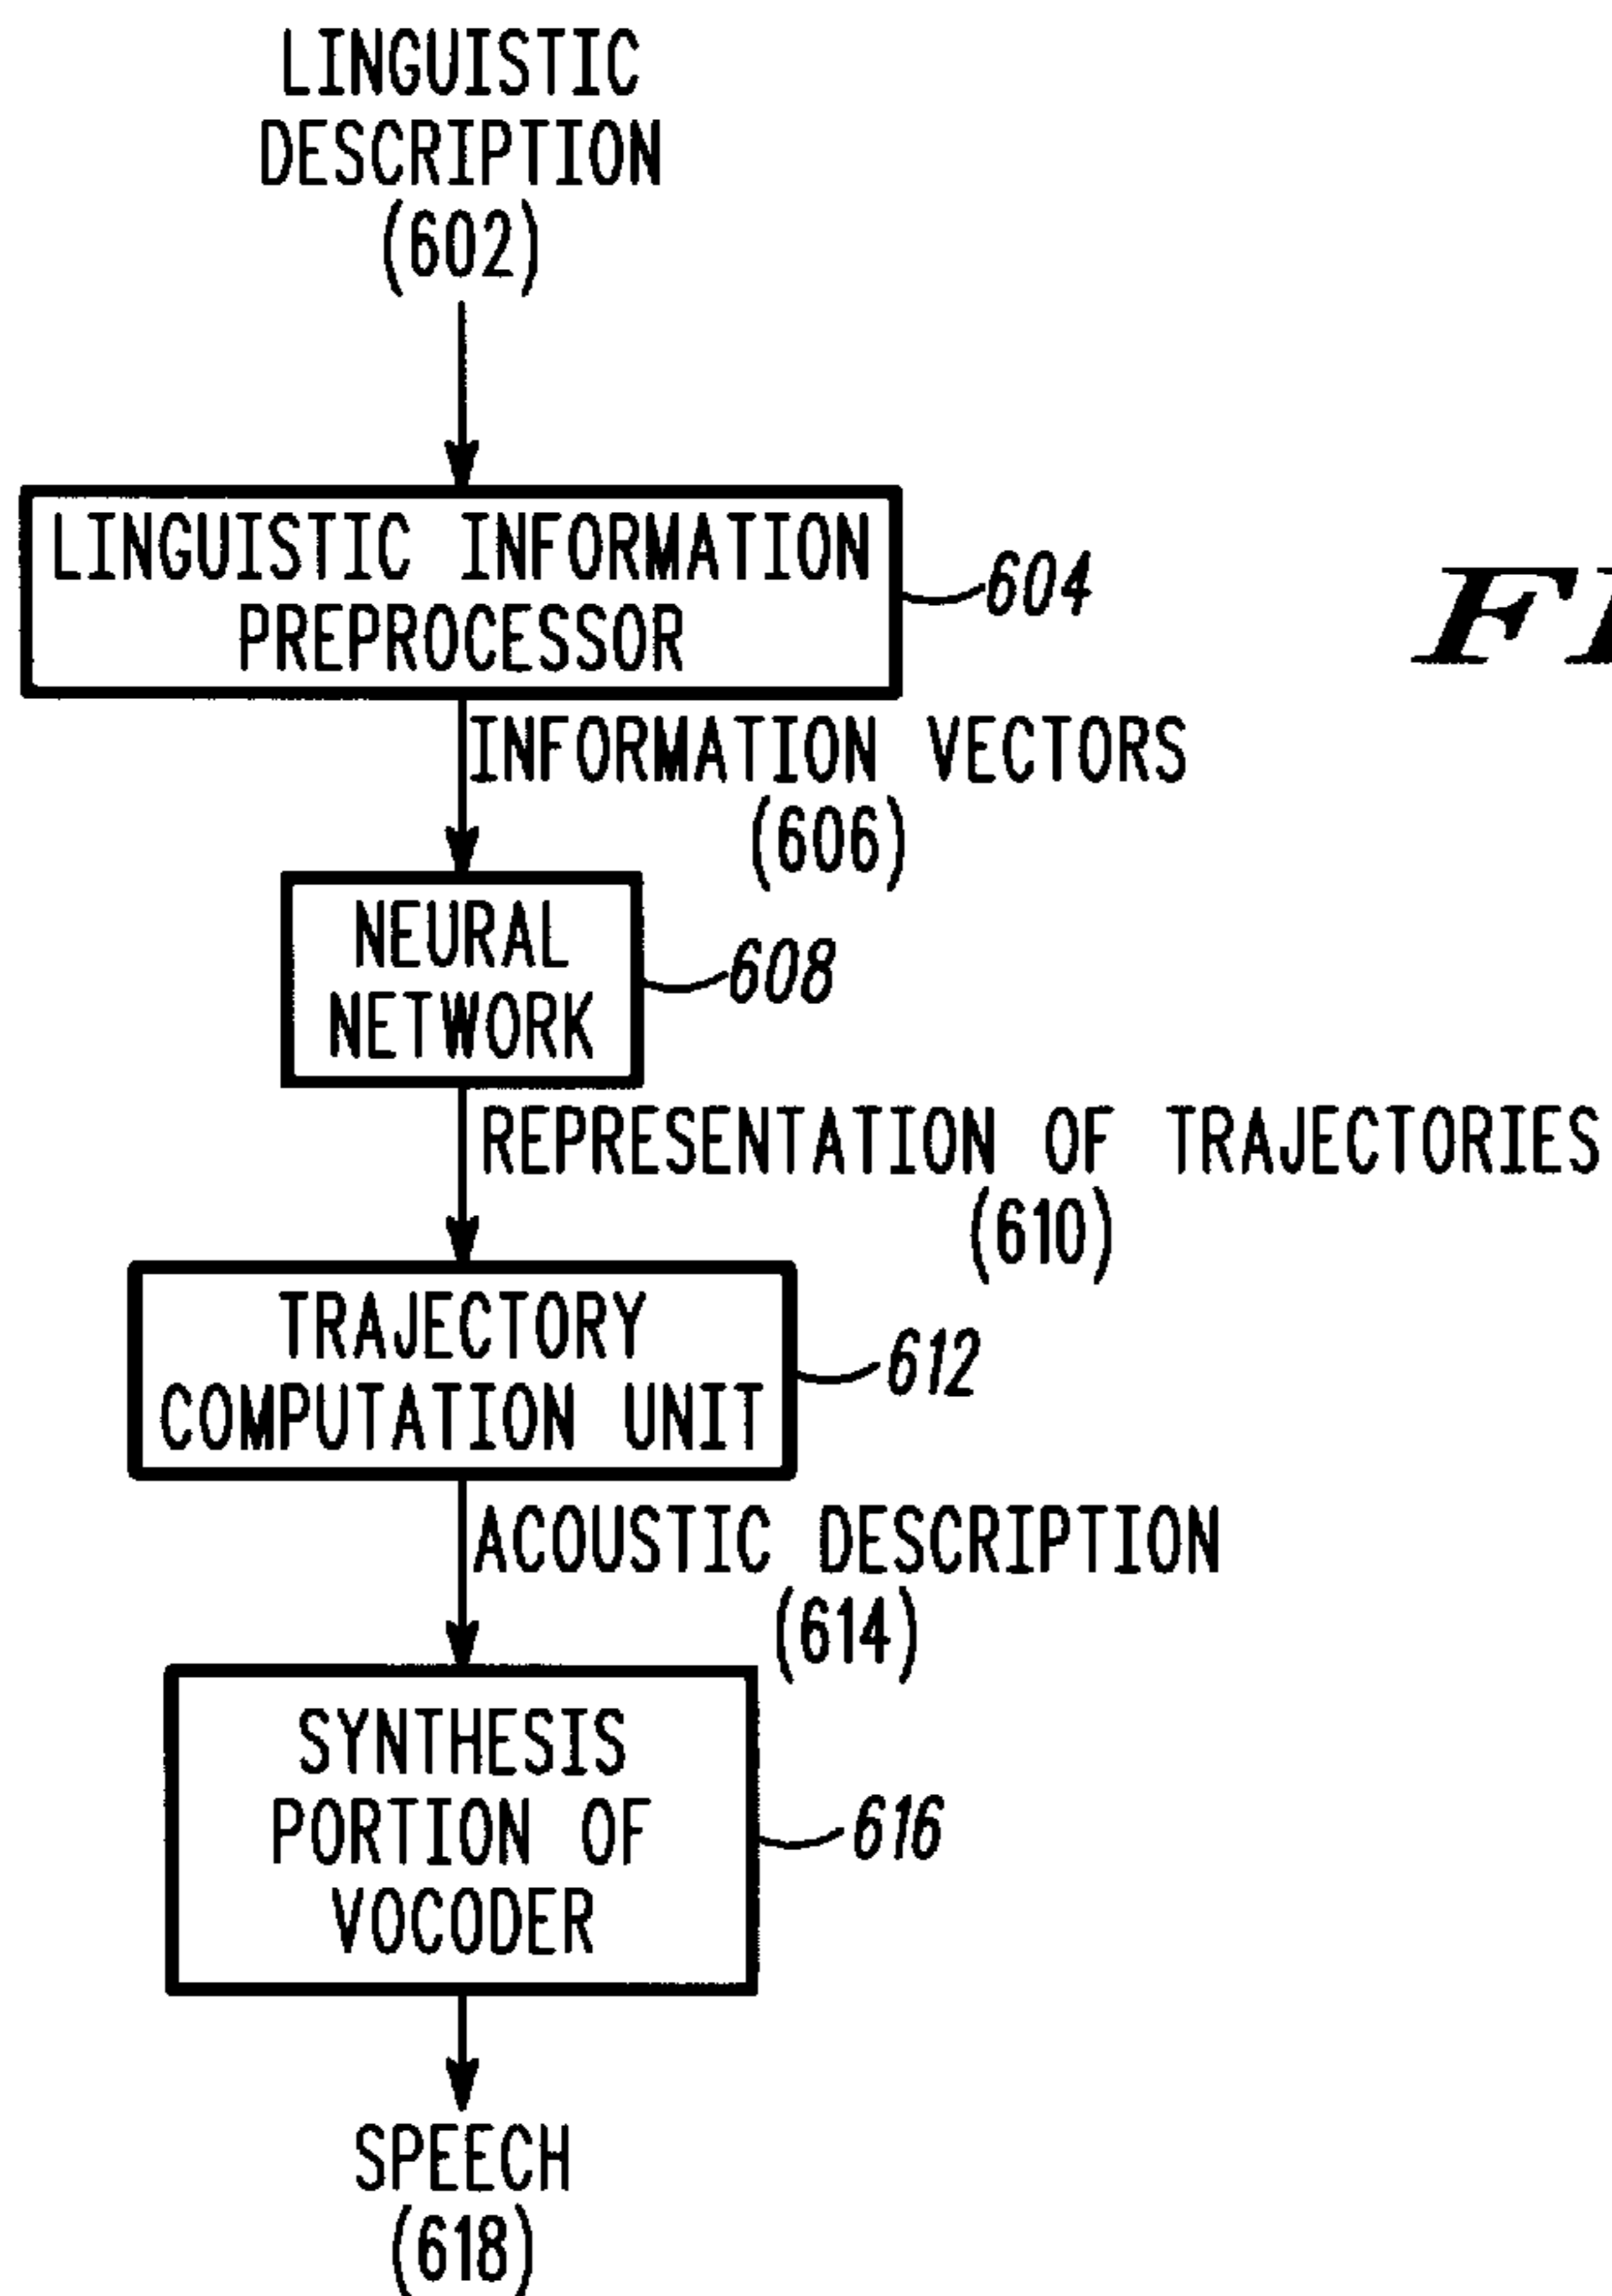 LINGUISTIC
DESCRIPTION
(602)
LINGUISTIC INFORMATION
PREPROCESSOR
604
INFORMATION VECTORS
(606)
NEURAL
NETWORK
608
REPRESENTATION OF TRAJECTORIES
(610)
TRAJECTORY
COMPUTATION UNIT
612
ACOUSTIC DESCRIPTION
(614)
SYNTHESIS
PORTION OF
VOCODER
616
SPEECH
(618)